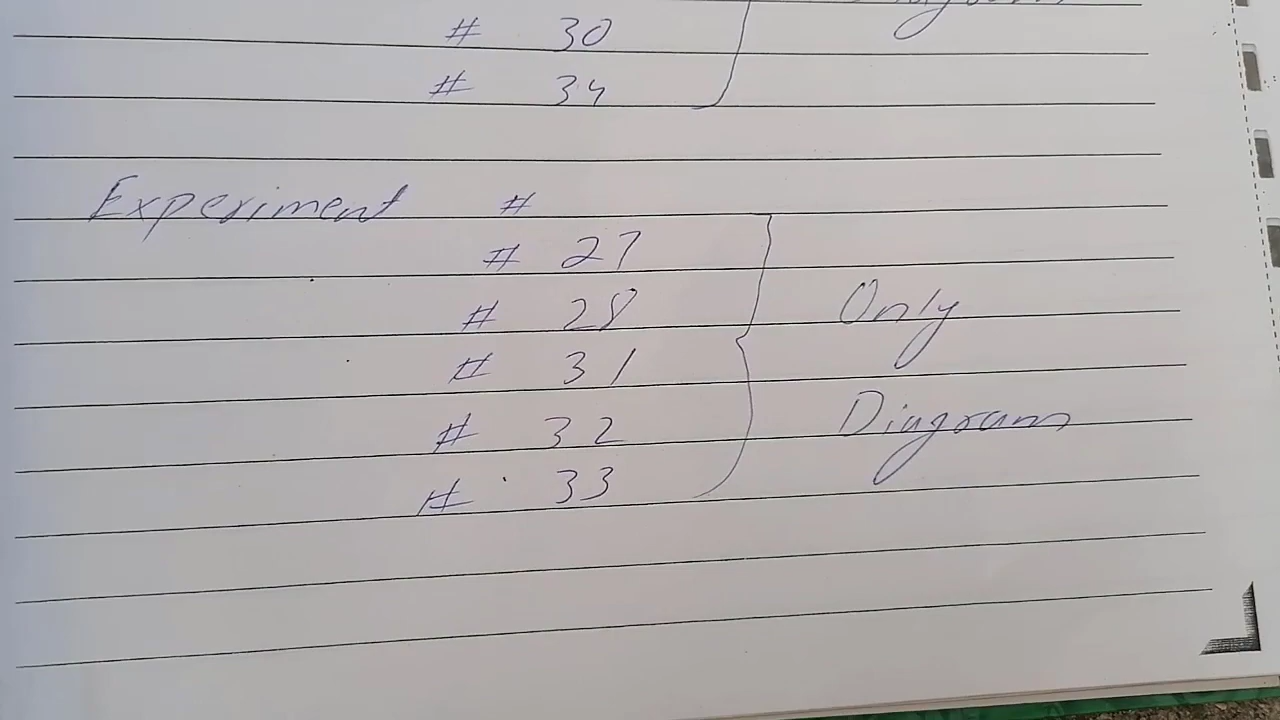 # 30
# 34
Experiment #
# 27
# 28 Only
# 31
# 32 Diagram
# 33